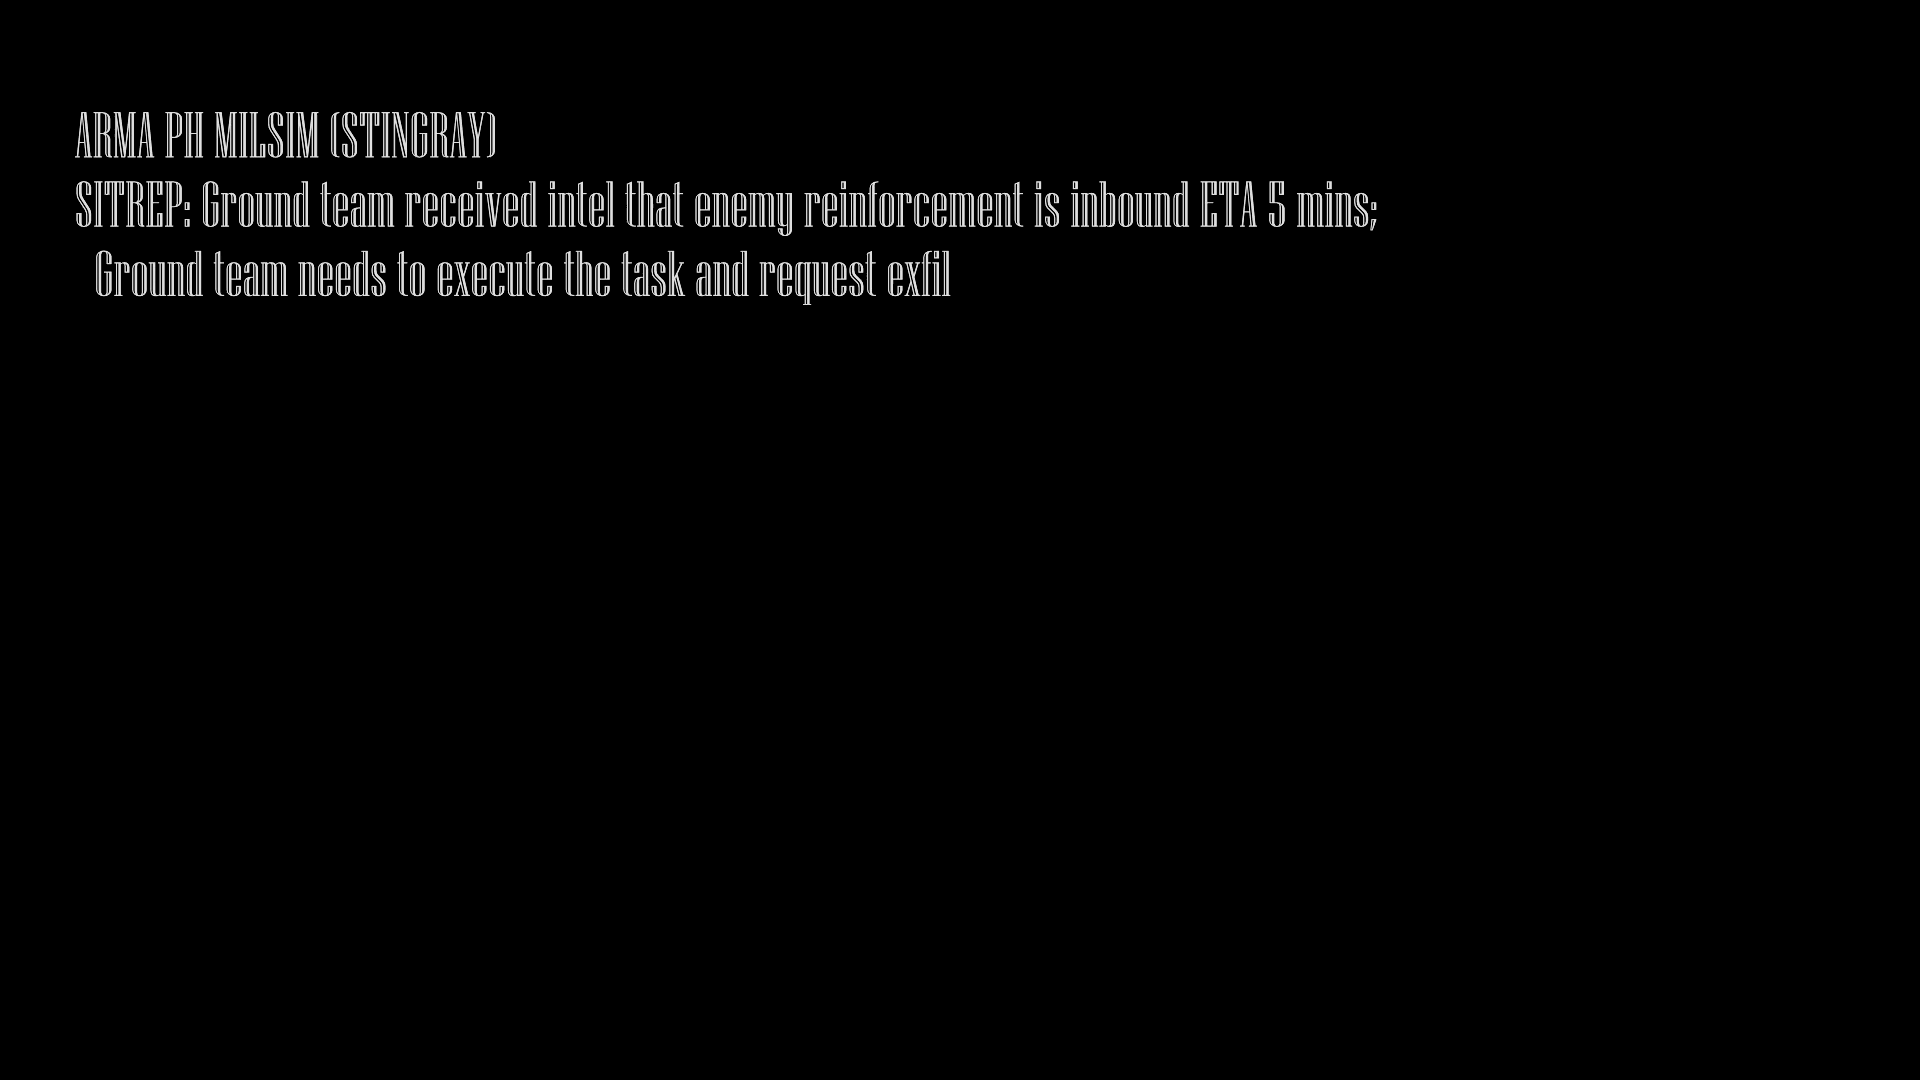 ARMA PH MILSIM (STINGRAY)
SITREP: Ground team received intel that enemy reinforcement is inbound ETA 5 mins;
Ground team needs to execute the task and request exfil